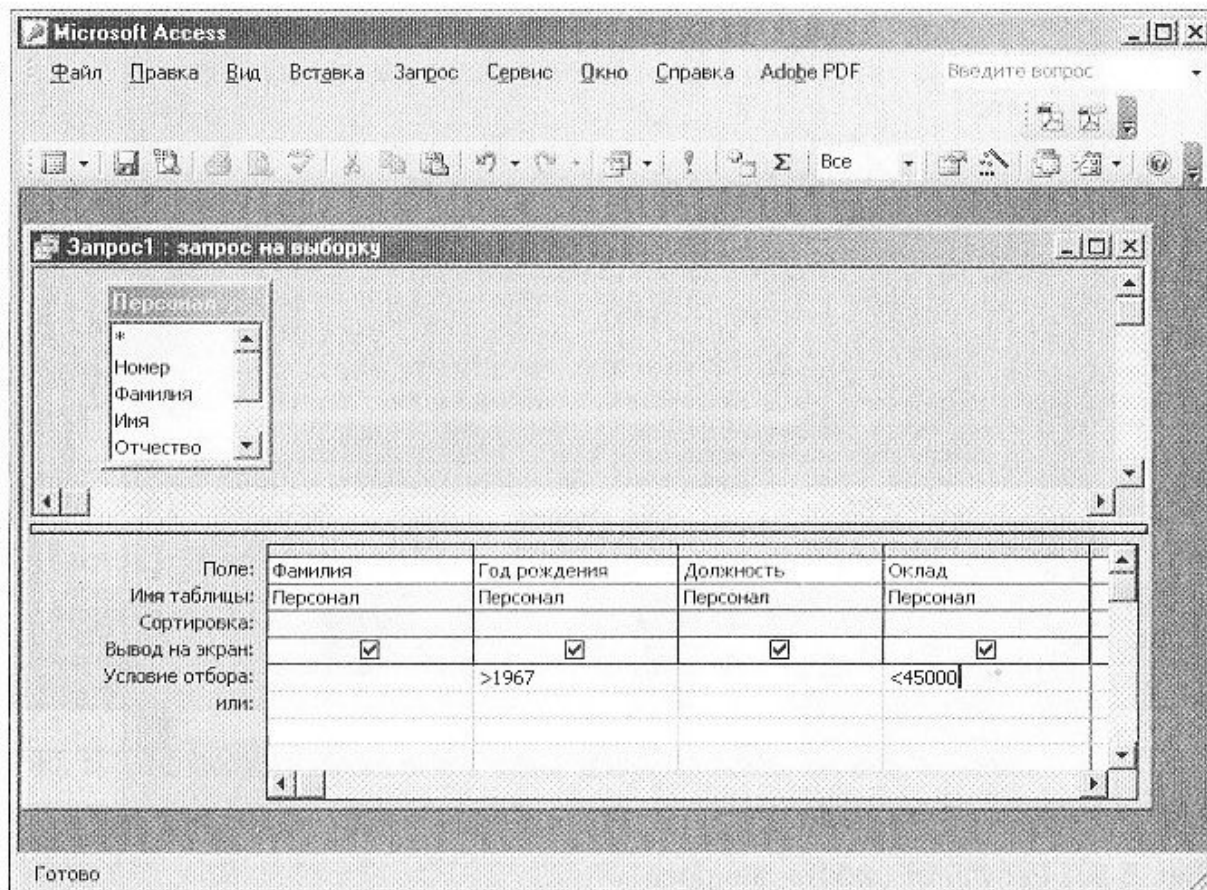 Microsoft Access
Файл Правка Вид Вставка Запрос Сервис Окно Справка Adobe PDF Введите вопрос
Все
Запрос1 : запрос на выборку
Персонал
*
Номер
Фамилия
Имя
Отчество
Поле: Фамилия Год рождения Должность Оклад
Имя таблицы: Персонал Персонал Персонал Персонал
Сортировка:
Вывод на экран:
Условие отбора: >1967 <45000
или:
Готово